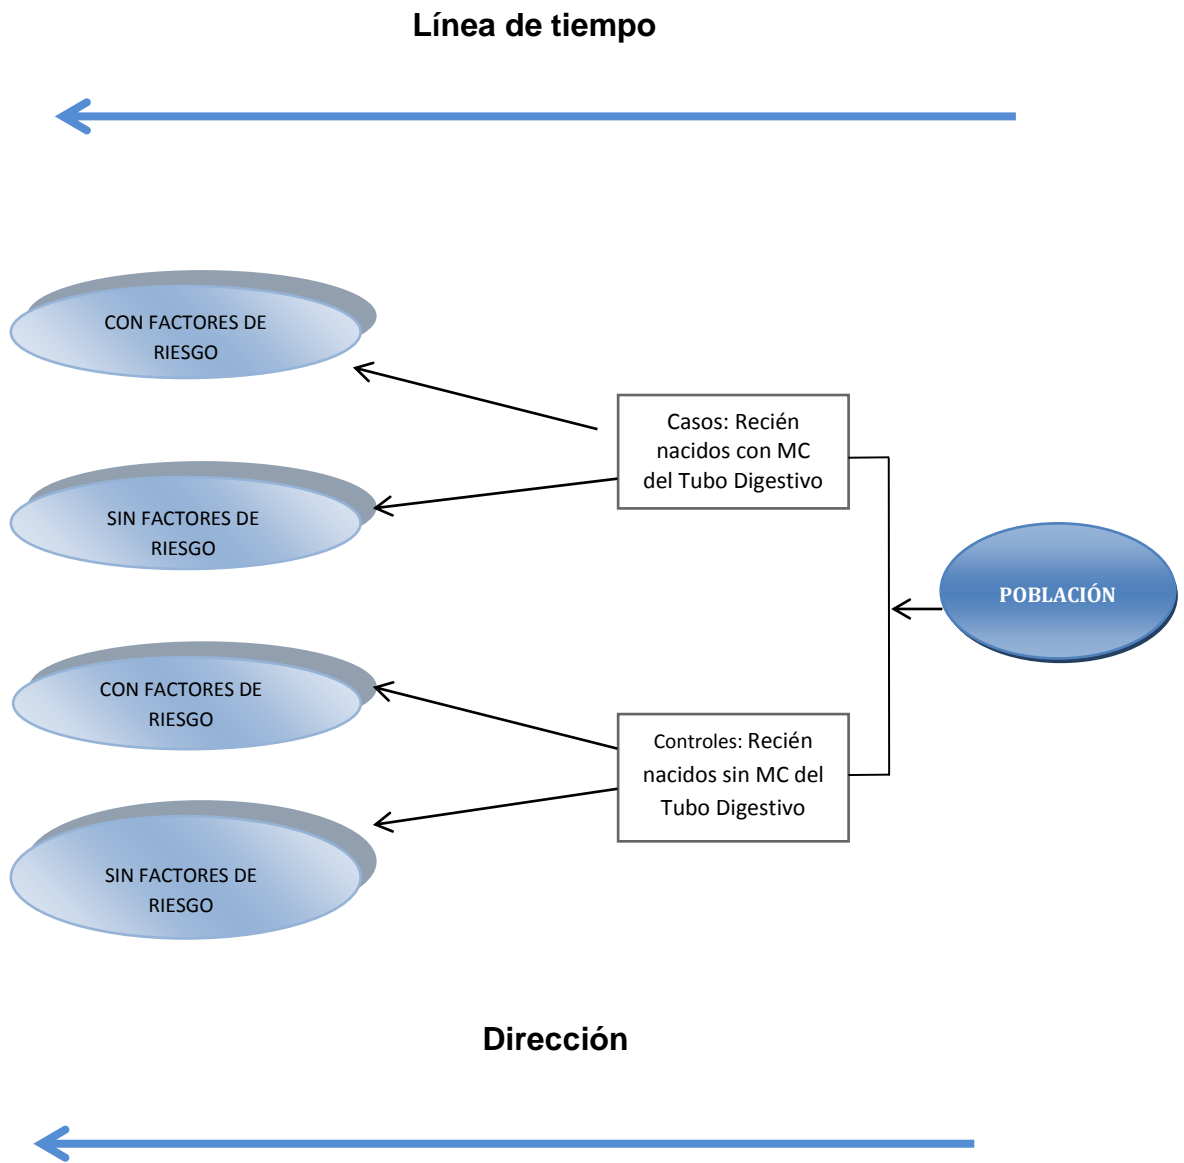 Línea de tiempo
CON FACTORES DE
RIESGO
Casos: Recién
nacidos con MC
del Tubo Digestivo
SIN FACTORES DE
RIESGO
POBLACIÓN
CON FACTORES DE
RIESGO
Controles: Recién
nacidos sin MC del
Tubo Digestivo
SIN FACTORES DE
RIESGO
Dirección